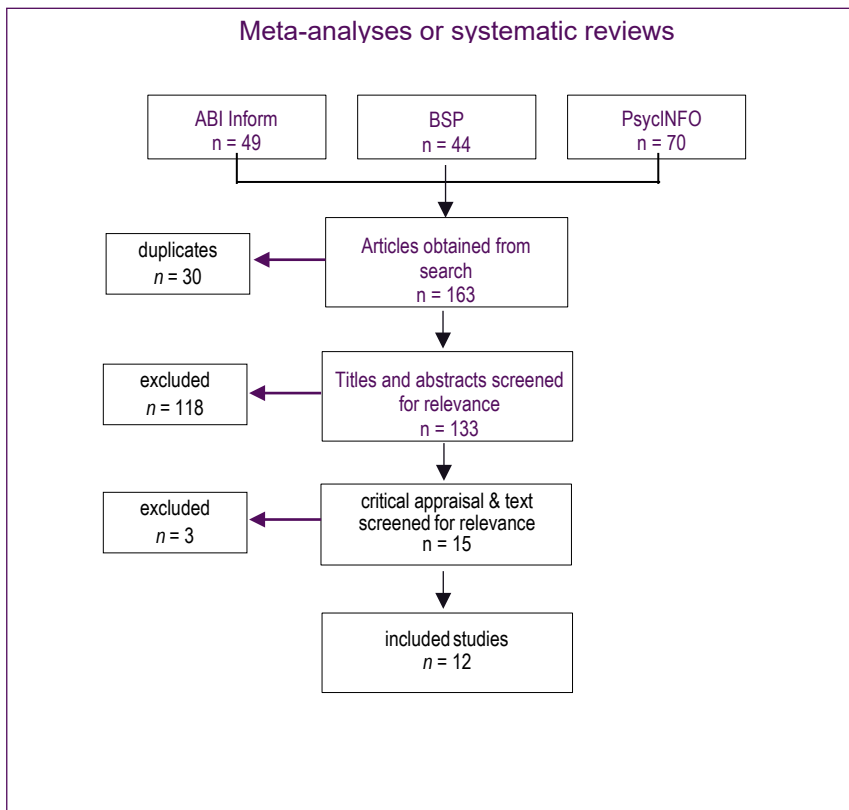 Meta-analyses or systematic reviews
ABI Inform
n = 49
BSP
n = 44
PsycINFO
n = 70
Articles obtained from
search
n = 163
duplicates
n = 30
Titles and abstracts screened
for relevance
n = 133
excluded
n = 118
critical appraisal & text
screened for relevance
n = 15
excluded
n = 3
included studies
n = 12